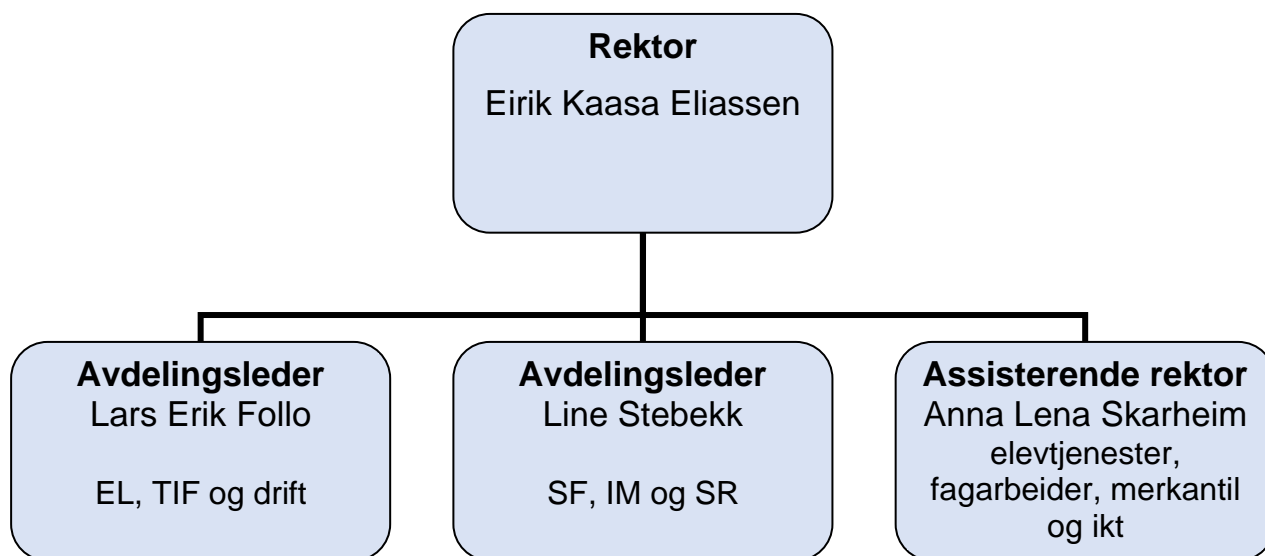 Rektor
Eirik Kaasa Eliassen
Avdelingsleder
Lars Erik Follo
EL, TIF og drift
Avdelingsleder
Line Stebekk
SF, IM og SR
Assisterende rektor
Anna Lena Skarheim
elevtjenester,
fagarbeider, merkantil
og ikt